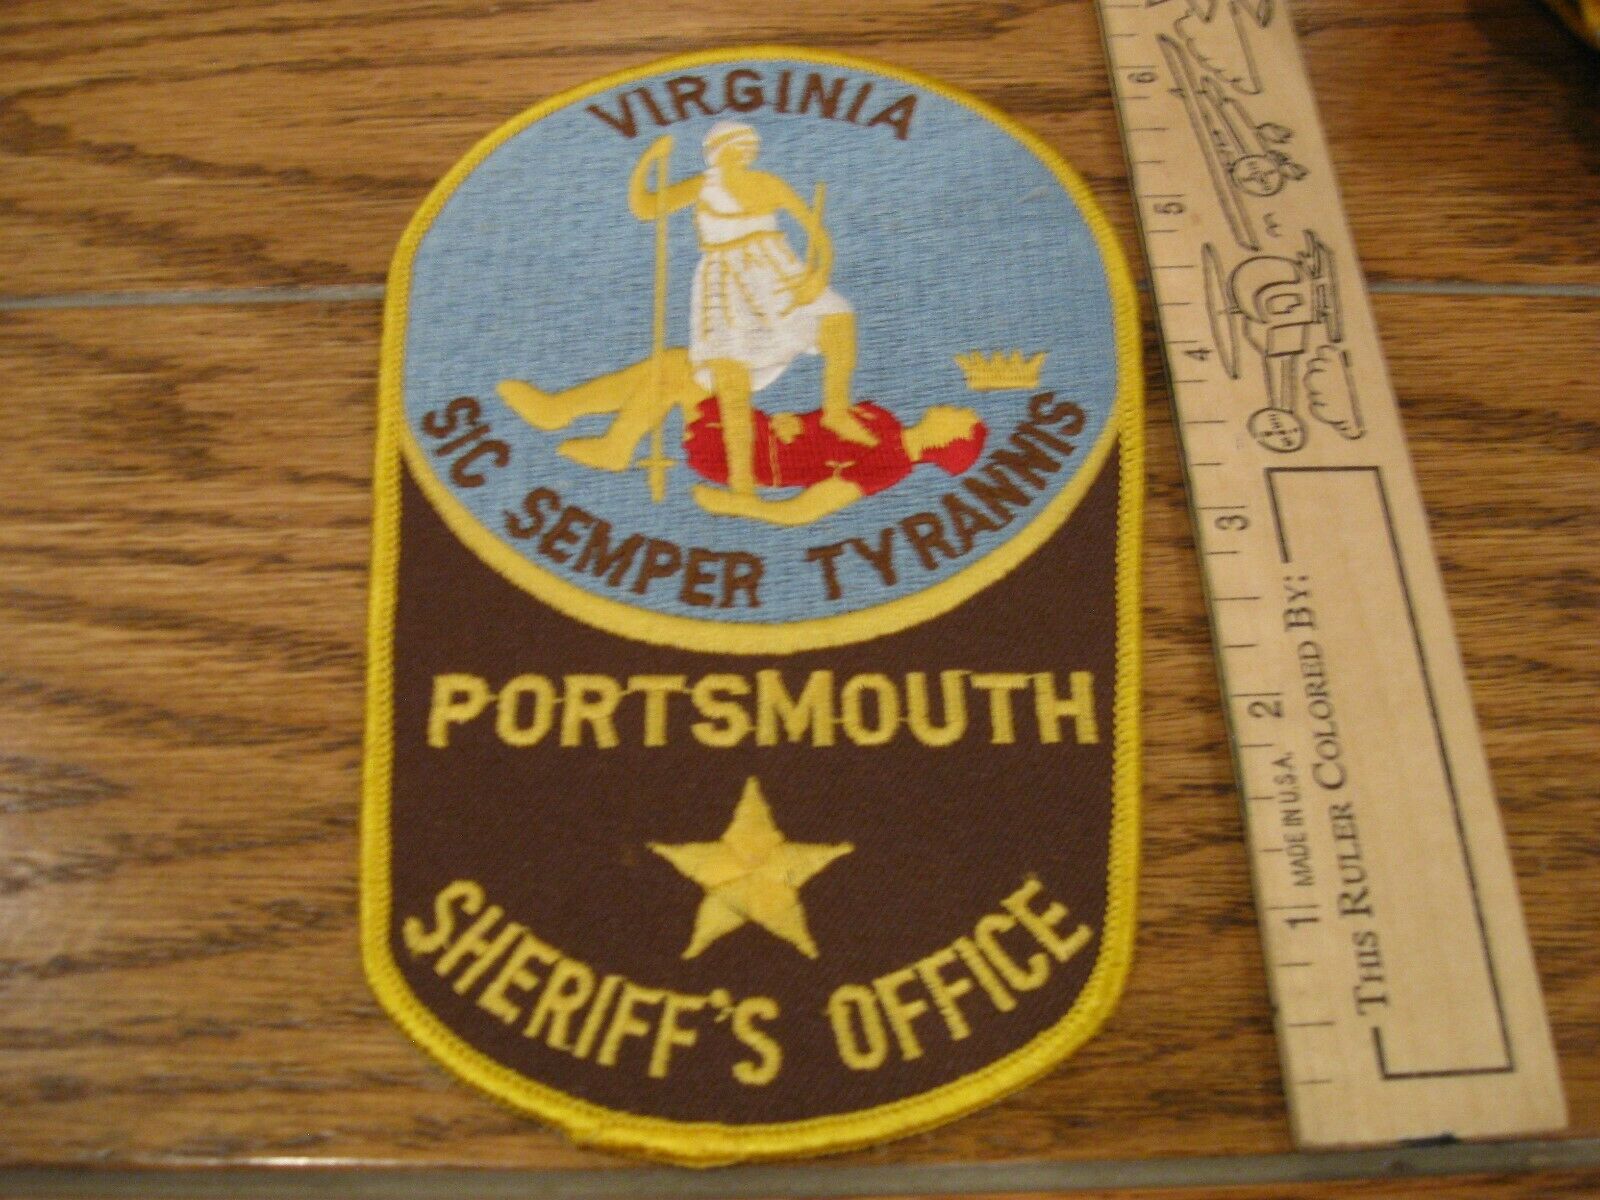 VIRGINIA
SIC SEMPER TYRANNIS
PORTSMOUTH
SHERIFF'S OFFICE
6
5
4
3
2
1
MADE IN U.S.A.
THIS RULER COLORED BY: